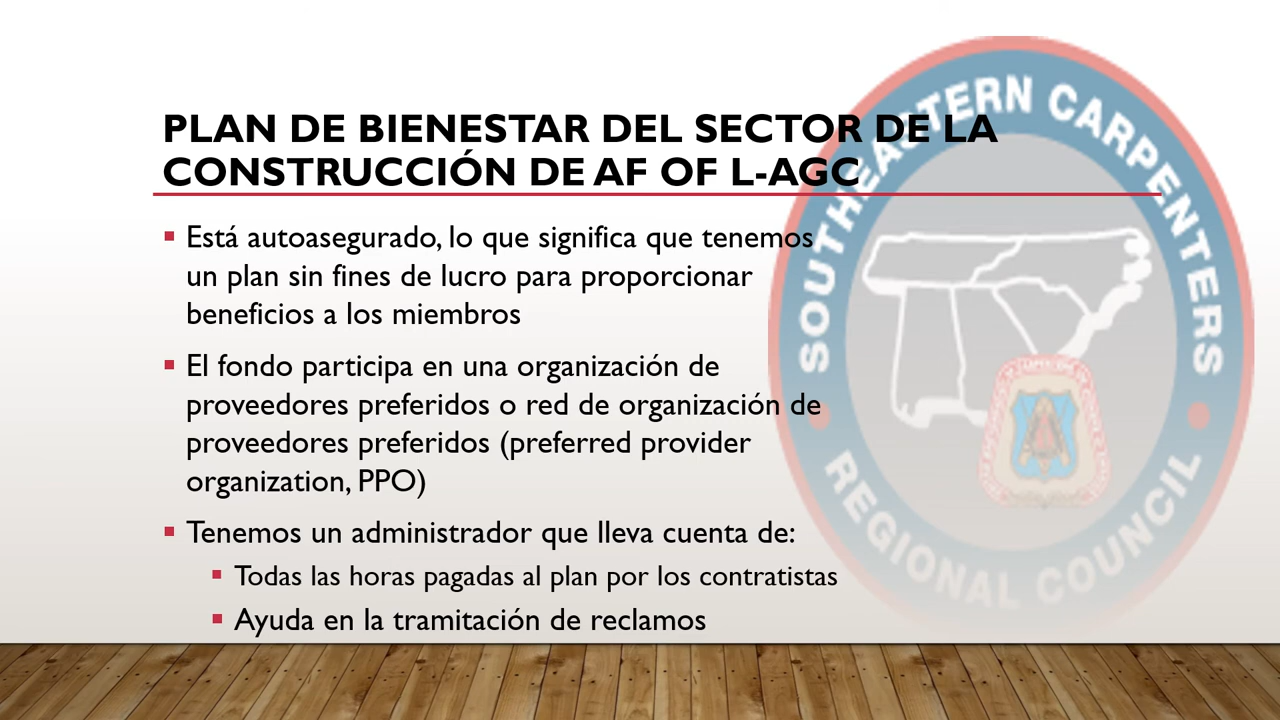 PLAN DE BIENESTAR DEL SECTOR DE LA
CONSTRUCCIÓN DE AF OF L-AGC
Está autoasegurado, lo que significa que tenemos
un plan sin fines de lucro para proporcionar
beneficios a los miembros
El fondo participa en una organización de
proveedores preferidos o red de organización de
proveedores preferidos (preferred provider
organization, PPO)
Tenemos un administrador que lleva cuenta de:
Todas las horas pagadas al plan por los contratistas
Ayuda en la tramitación de reclamos
SOUTHEASTERN CARPENTERS
REGIONAL COUNCIL